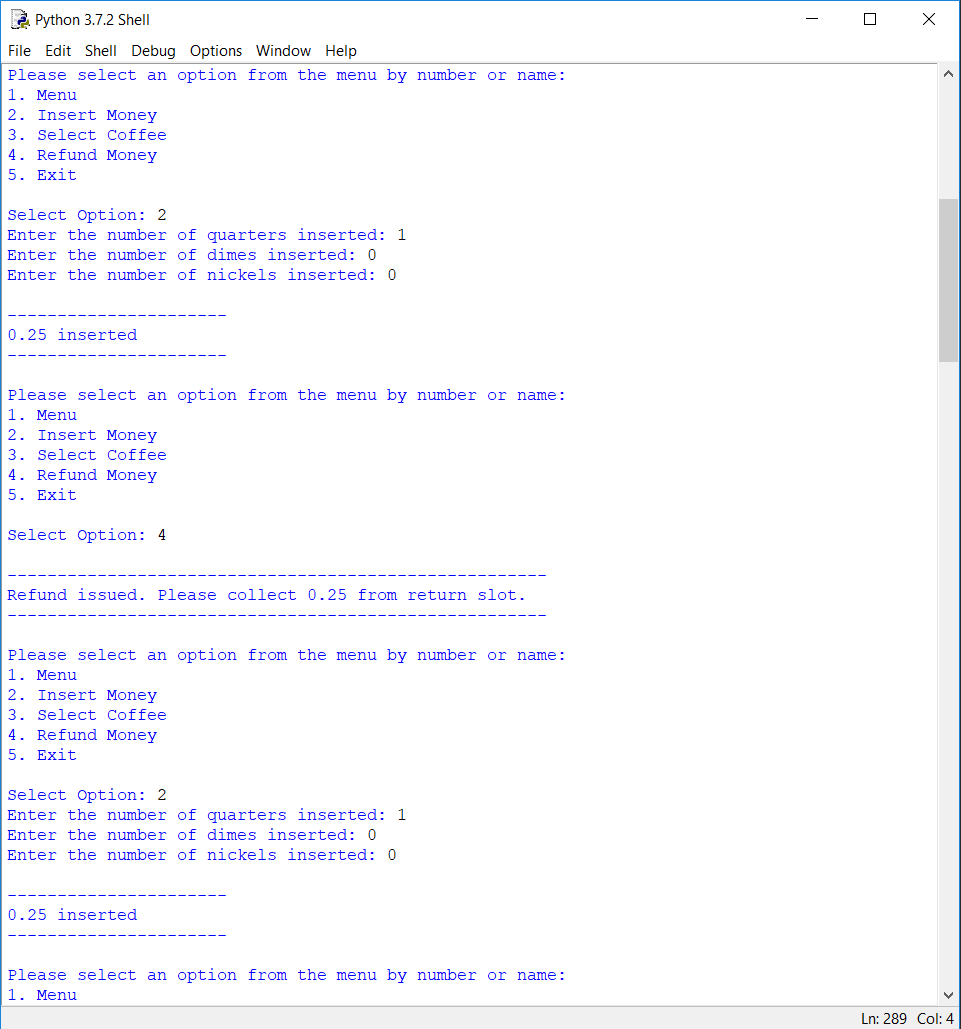 Python 3.7.2 Shell
File Edit Shell Debug Options Window Help
Please select an option from the menu by number or name:
1. Menu
2. Insert Money
3. Select Coffee
4. Refund Money
5. Exit

Select Option: 2
Enter the number of quarters inserted: 1
Enter the number of dimes inserted: 0
Enter the number of nickels inserted: 0

----------------------
0.25 inserted
----------------------

Please select an option from the menu by number or name:
1. Menu
2. Insert Money
3. Select Coffee
4. Refund Money
5. Exit

Select Option: 4

------------------------------------------------------
Refund issued. Please collect 0.25 from return slot.
------------------------------------------------------

Please select an option from the menu by number or name:
1. Menu
2. Insert Money
3. Select Coffee
4. Refund Money
5. Exit

Select Option: 2
Enter the number of quarters inserted: 1
Enter the number of dimes inserted: 0
Enter the number of nickels inserted: 0

----------------------
0.25 inserted
----------------------

Please select an option from the menu by number or name:
1. Menu
Ln: 289 Col: 4